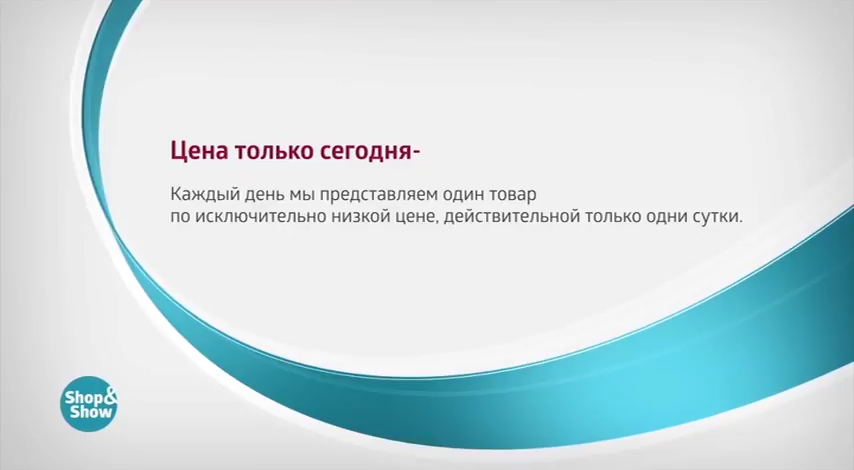 Цена только сегодня-
Каждый день мы представляем один товар
по исключительно низкой цене, действительной только одни сутки.
Shop&
Show